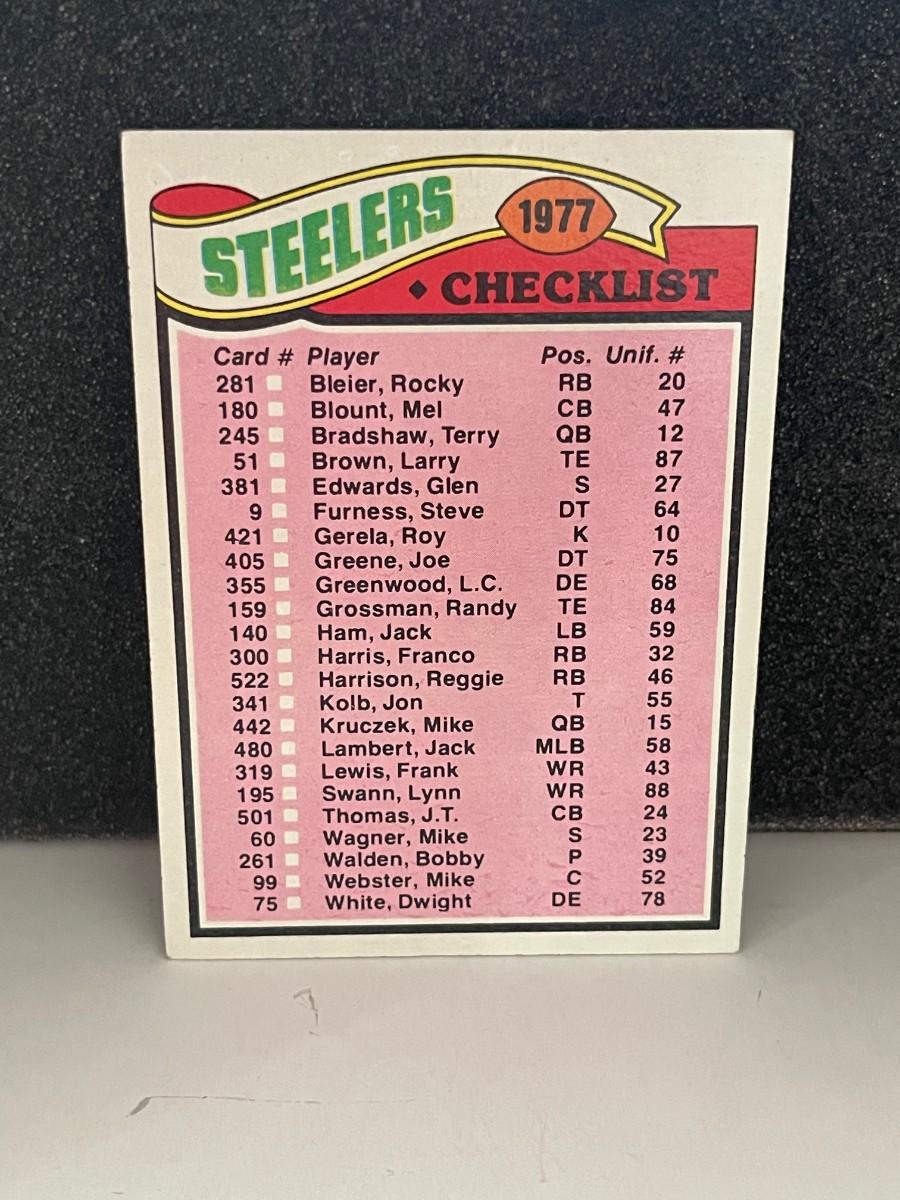 STEELERS
1977
◆ CHECKLIST
Card # Player Pos. Unif. #
281 Bleier, Rocky RB 20
180 Blount, Mel CB 47
245 Bradshaw, Terry QB 12
51 Brown, Larry TE 87
381 Edwards, Glen S 27
9 Furness, Steve DT 64
421 Gerela, Roy K 10
405 Greene, Joe DT 75
355 Greenwood, L.C. DE 68
159 Grossman, Randy TE 84
140 Ham, Jack LB 59
300 Harris, Franco RB 32
522 Harrison, Reggie RB 46
341 Kolb, Jon T 55
442 Kruczek, Mike QB 15
480 Lambert, Jack MLB 58
319 Lewis, Frank WR 43
195 Swann, Lynn WR 88
501 Thomas, J.T. CB 24
60 Wagner, Mike S 23
261 Walden, Bobby P 39
99 Webster, Mike C 52
75 White, Dwight DE 78